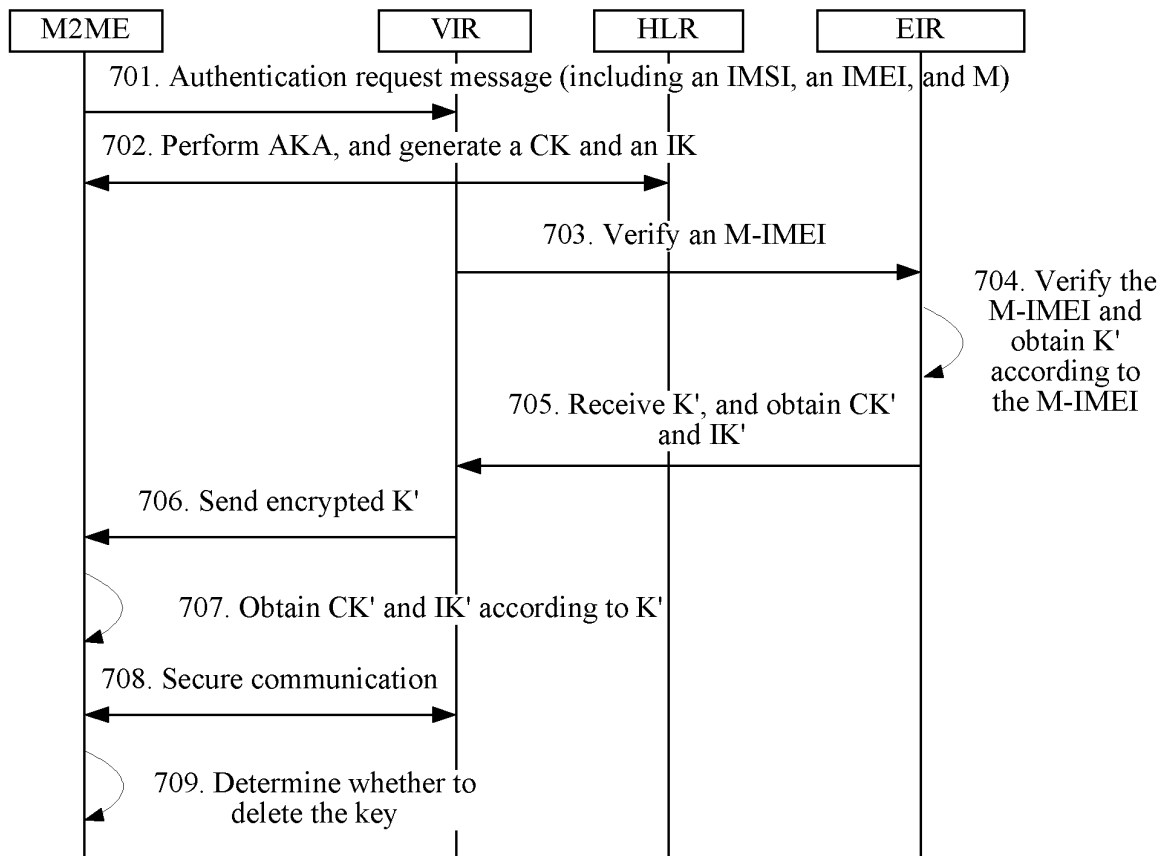 M2ME VIR HLR EIR
701. Authentication request message (including an IMSI, an IMEI, and M)
702. Perform AKA, and generate a CK and an IK
703. Verify an M-IMEI
704. Verify the
M-IMEI and
obtain K'
according to
the M-IMEI
705. Receive K', and obtain CK'
and IK'
706. Send encrypted K'
707. Obtain CK' and IK' according to K'
708. Secure communication
709. Determine whether to
delete the key